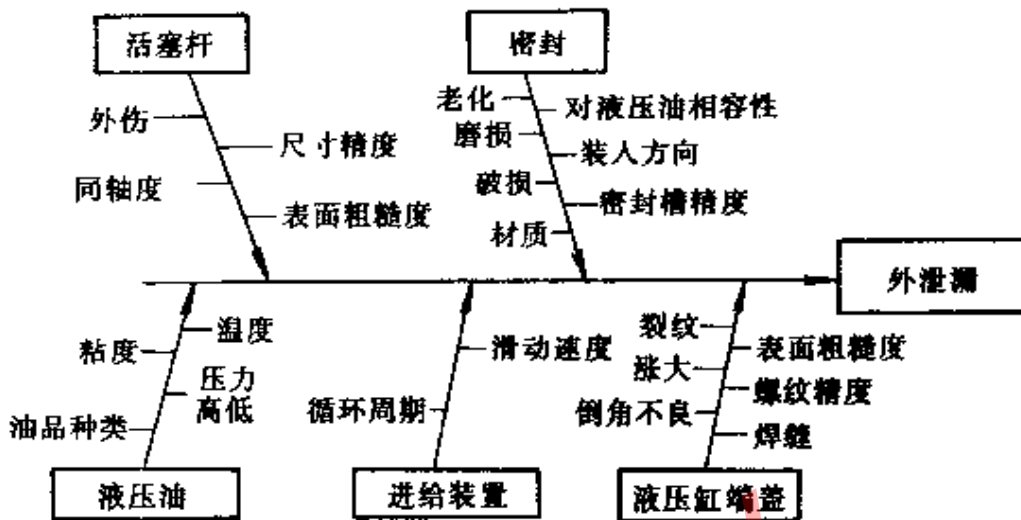 活塞杆
密封
外伤
尺寸精度
同轴度
表面粗糙度
老化
对液压油相容性
磨损
装人方向
破损
密封槽精度
材质
外泄漏
温度
粘度
压力
高低
油品种类
滑动速度
循环周期
裂纹
表面粗糙度
涨大
螺纹精度
倒角不良
焊缝
液压油
进给装置
液压缸端盖